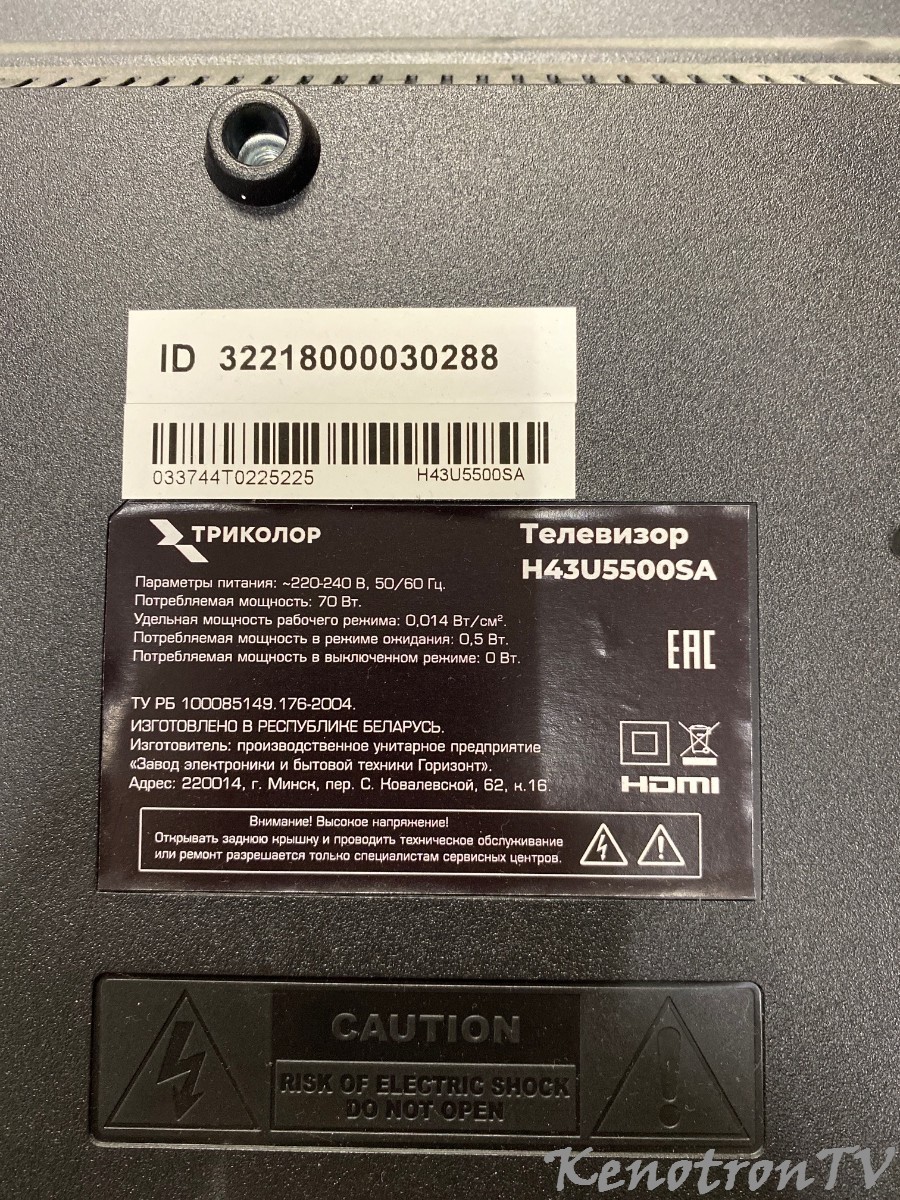 ID 32218000030288
033744T0225225 H43U5500SA
ТРИКОЛОР
Телевизор
H43U5500SA
Параметры питания: ~220-240 В, 50/60 Гц.
Потребляемая мощность: 70 Вт.
Удельная мощность рабочего режима: 0,014 Вт/см².
Потребляемая мощность в режиме ожидания: 0,5 Вт.
Потребляемая мощность в выключенном режиме: 0 Вт.
EAC
ТУ РБ 100085149.176-2004.
ИЗГОТОВЛЕНО В РЕСПУБЛИКЕ БЕЛАРУСЬ.
Изготовитель: производственное унитарное предприятие
«Завод электроники и бытовой техники Горизонт».
Адрес: 220014, г. Минск, пер. С. Ковалевской, 62, к.16.
HDMI
Внимание! Высокое напряжение!
Открывать заднюю крышку и проводить техническое обслуживание
или ремонт разрешается только специалистам сервисных центров.
CAUTION
RISK OF ELECTRIC SHOCK
DO NOT OPEN
KenotronTV